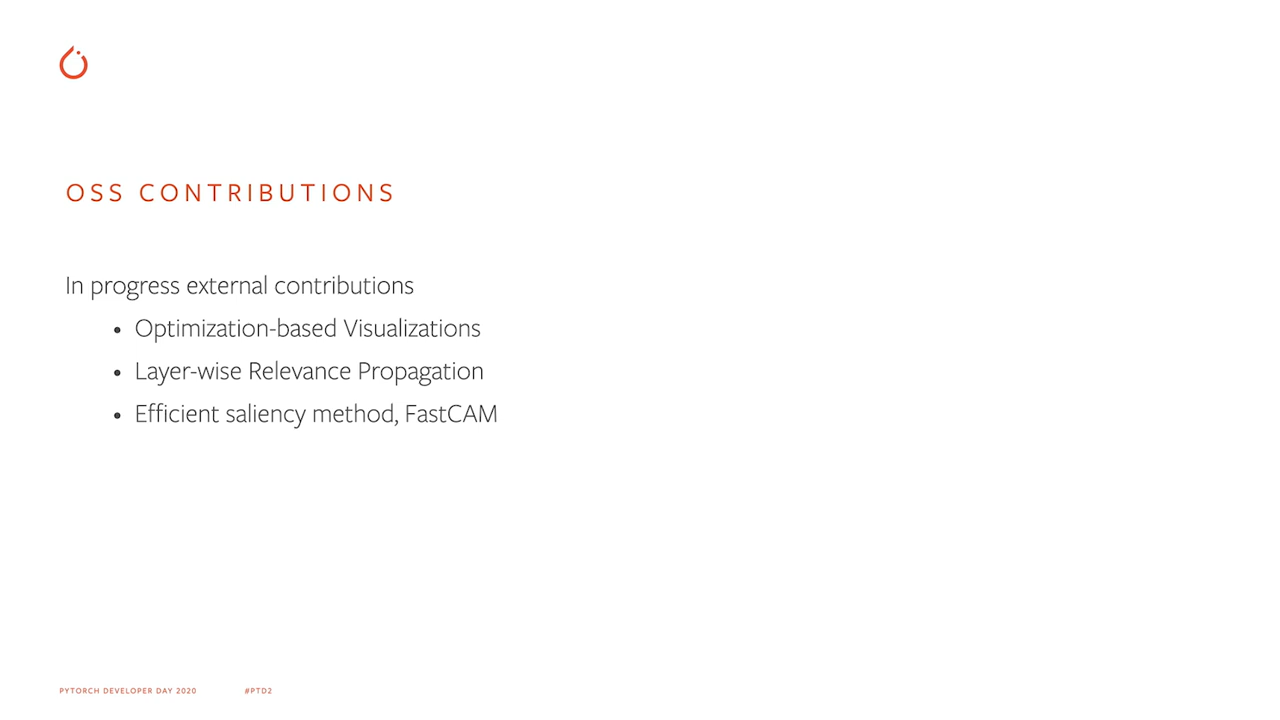 OSS CONTRIBUTIONS
In progress external contributions
• Optimization-based Visualizations
• Layer-wise Relevance Propagation
• Efficient saliency method, FastCAM
PYTORCH DEVELOPER DAY 2020 #PTD2